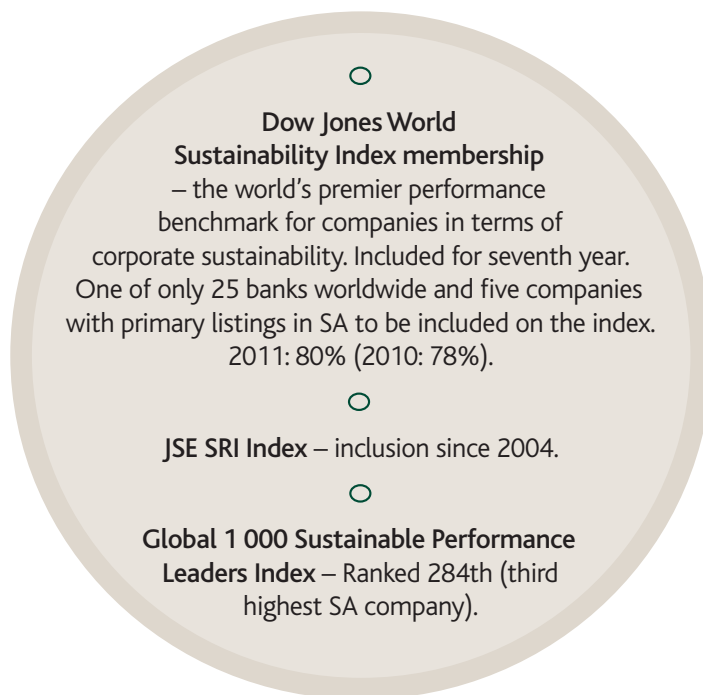 Dow Jones World
Sustainability Index membership
– the world’s premier performance
benchmark for companies in terms of
corporate sustainability. Included for seventh year.
One of only 25 banks worldwide and five companies
with primary listings in SA to be included on the index.
2011: 80% (2010: 78%).
JSE SRI Index – inclusion since 2004.
Global 1 000 Sustainable Performance
Leaders Index – Ranked 284th (third
highest SA company).